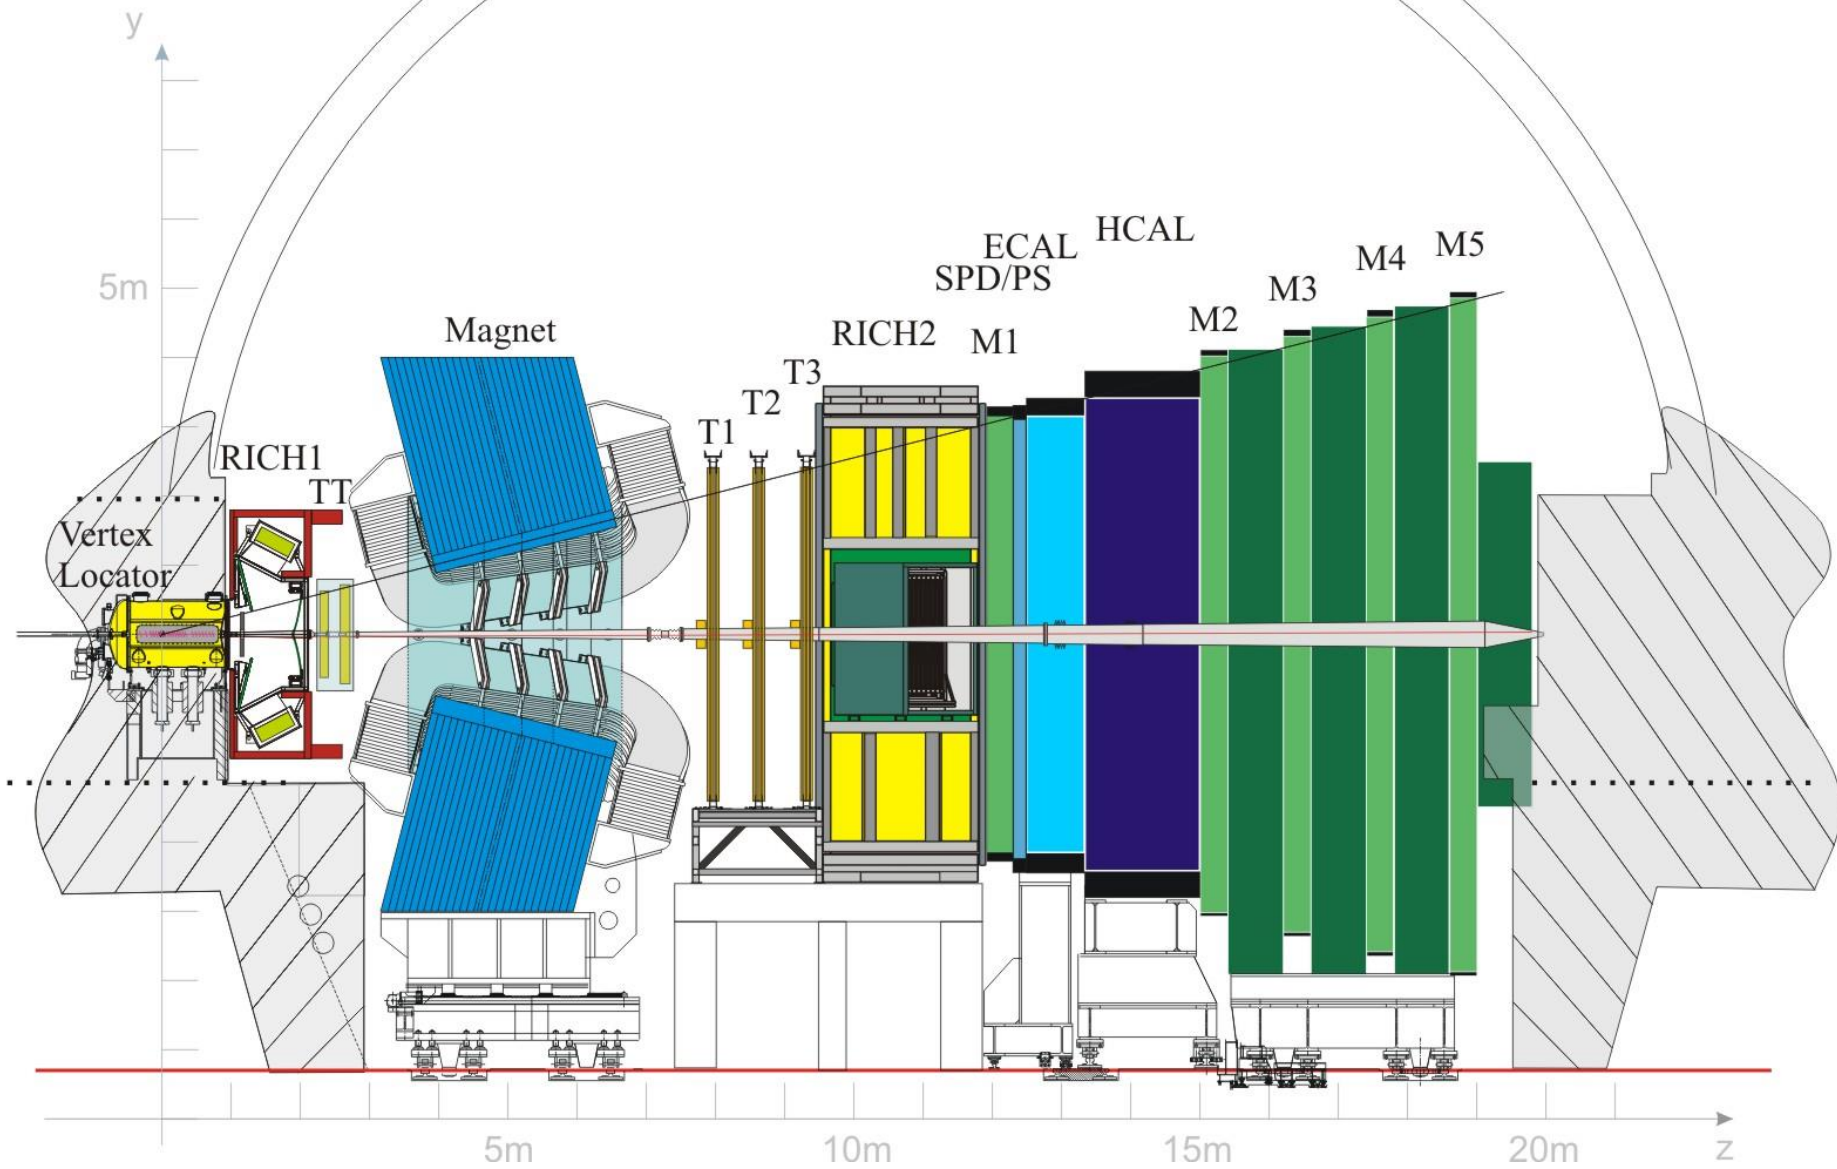 y
5m
HCAL
ECAL
SPD/PS
M5
M4
M3
M2
M1
RICH2
Magnet
T3
T2
T1
RICH1
TT
Vertex
Locator
5m
10m
15m
20m
z